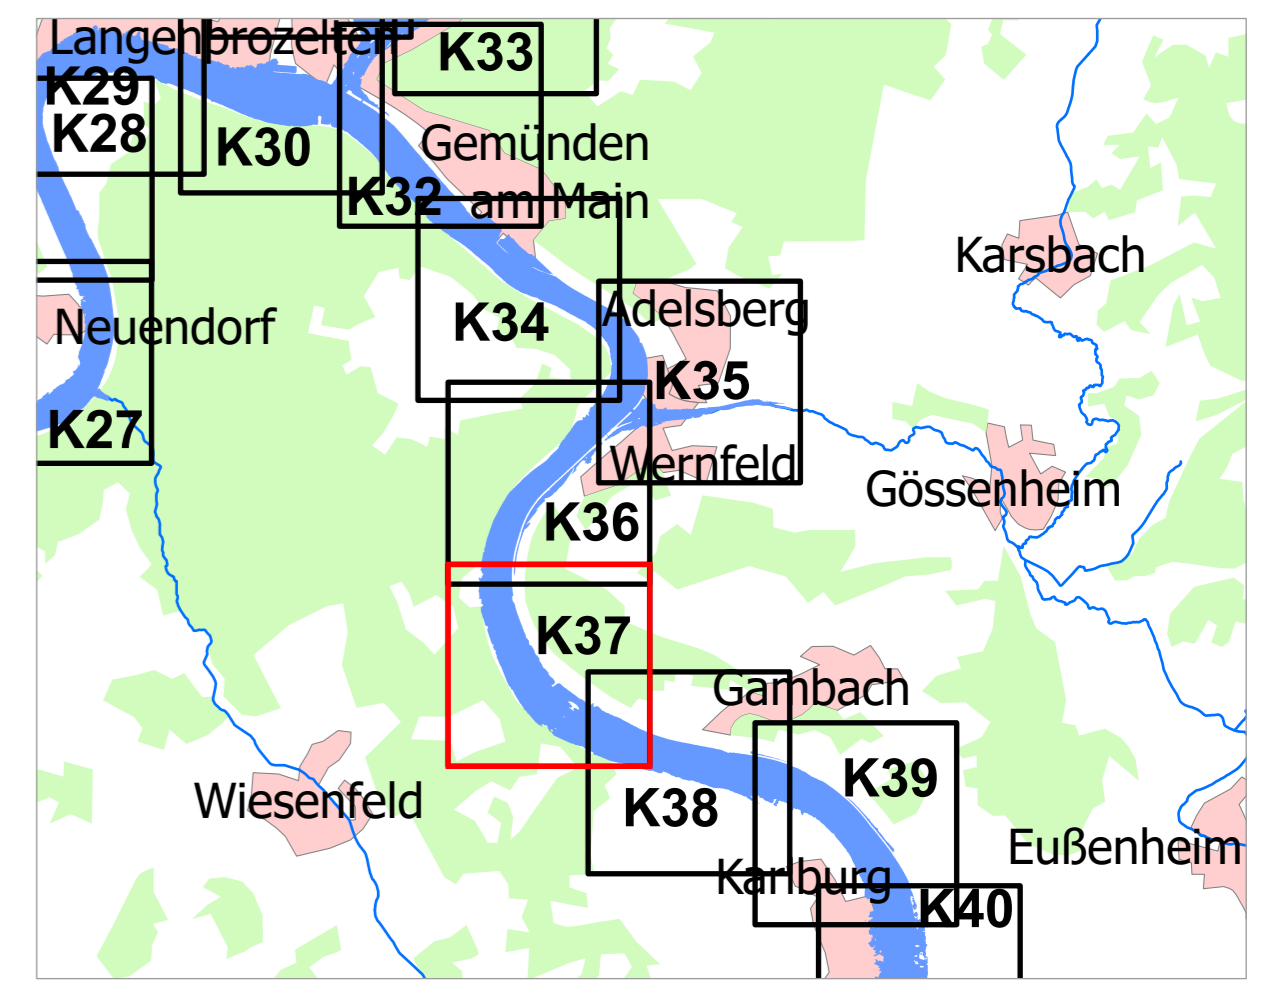 Langenprozelten
K33
K29
K28
K30
Gemünden
am Main
K32
Karsbach
Adelsberg
Neuendorf
K34
K35
K27
Wernfeld
Gössenheim
K36
K37
Gambach
K39
Wiesenfeld
K38
Eußenheim
Karlburg
K40